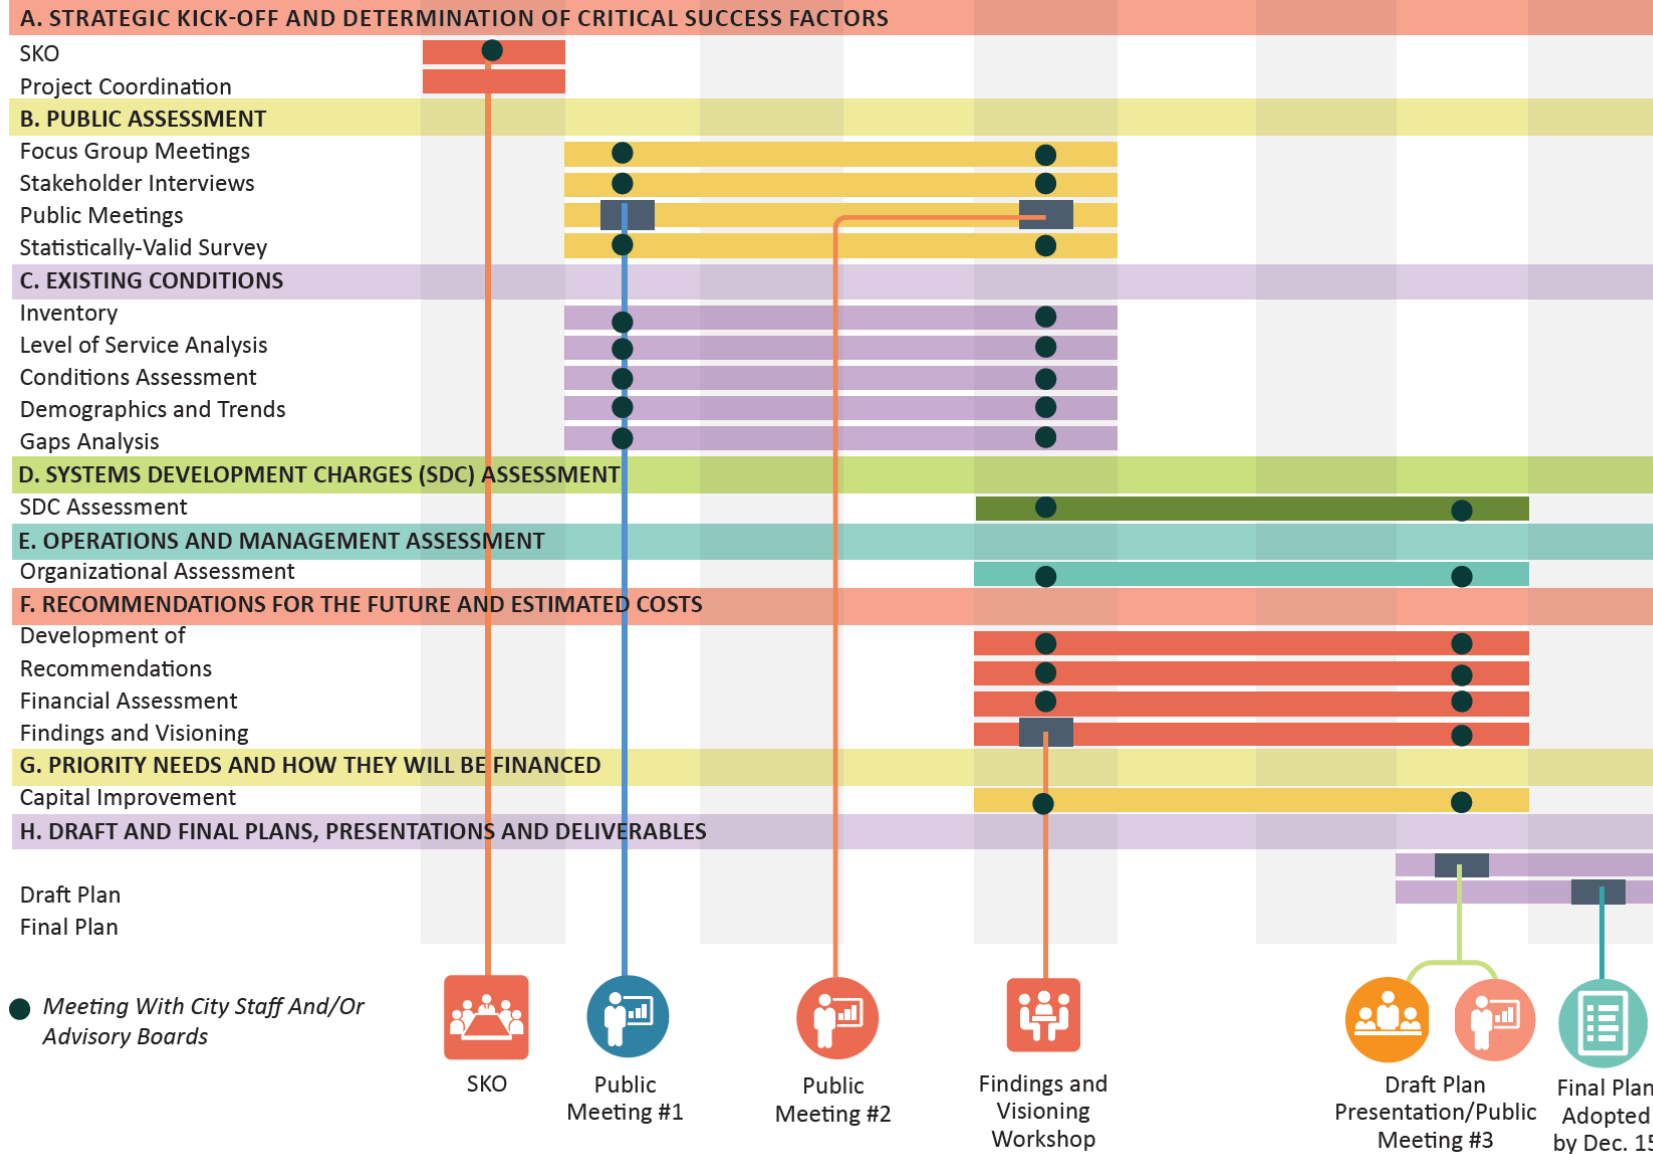 A. STRATEGIC KICK-OFF AND DETERMINATION OF CRITICAL SUCCESS FACTORS
SKO
Project Coordination
B. PUBLIC ASSESSMENT
Focus Group Meetings
Stakeholder Interviews
Public Meetings
Statistically-Valid Survey
C. EXISTING CONDITIONS
Inventory
Level of Service Analysis
Conditions Assessment
Demographics and Trends
Gaps Analysis
D. SYSTEMS DEVELOPMENT CHARGES (SDC) ASSESSMENT
SDC Assessment
E. OPERATIONS AND MANAGEMENT ASSESSMENT
Organizational Assessment
F. RECOMMENDATIONS FOR THE FUTURE AND ESTIMATED COSTS
Development of
Recommendations
Financial Assessment
Findings and Visioning
G. PRIORITY NEEDS AND HOW THEY WILL BE FINANCED
Capital Improvement
H. DRAFT AND FINAL PLANS, PRESENTATIONS AND DELIVERABLES
Draft Plan
Final Plan
Meeting With City Staff And/Or
Advisory Boards
SKO
Public
Meeting #1
Public
Meeting #2
Findings and
Visioning
Workshop
Draft Plan
Presentation/Public
Meeting #3
Final Plan
Adopted
by Dec. 15